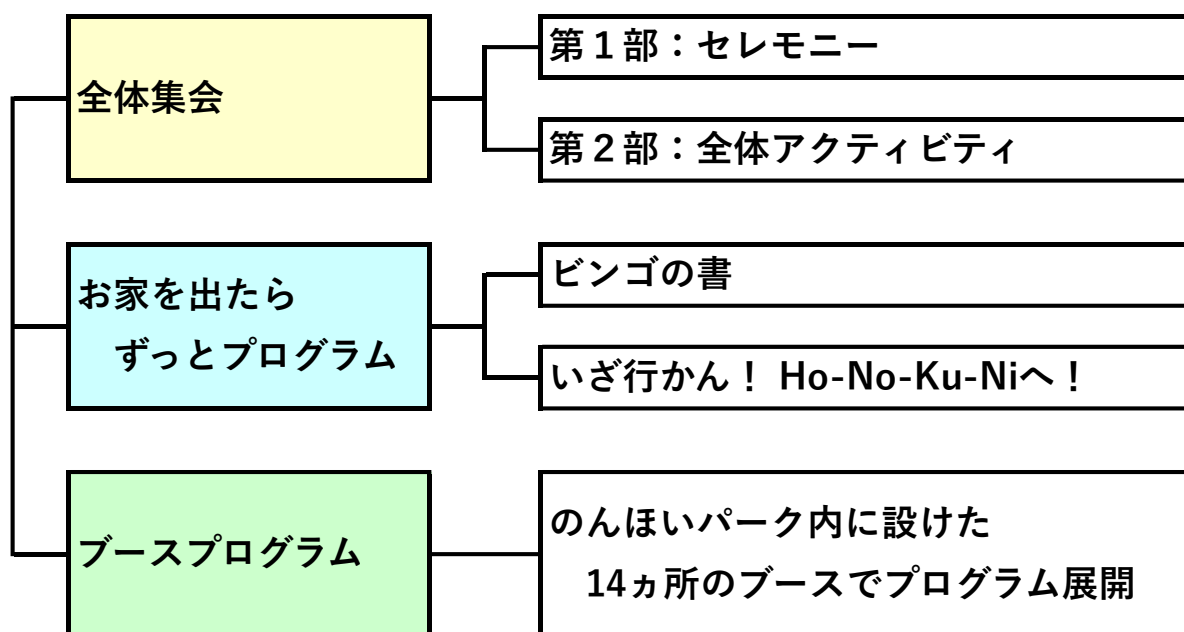 全体集会
第１部：セレモニー
第２部：全体アクティビティ
お家を出たら
ずっとプログラム
ビンゴの書
いざ行かん！ Ho-No-Ku-Niへ！
ブースプログラム
のんほいパーク内に設けた
14ヵ所のブースでプログラム展開